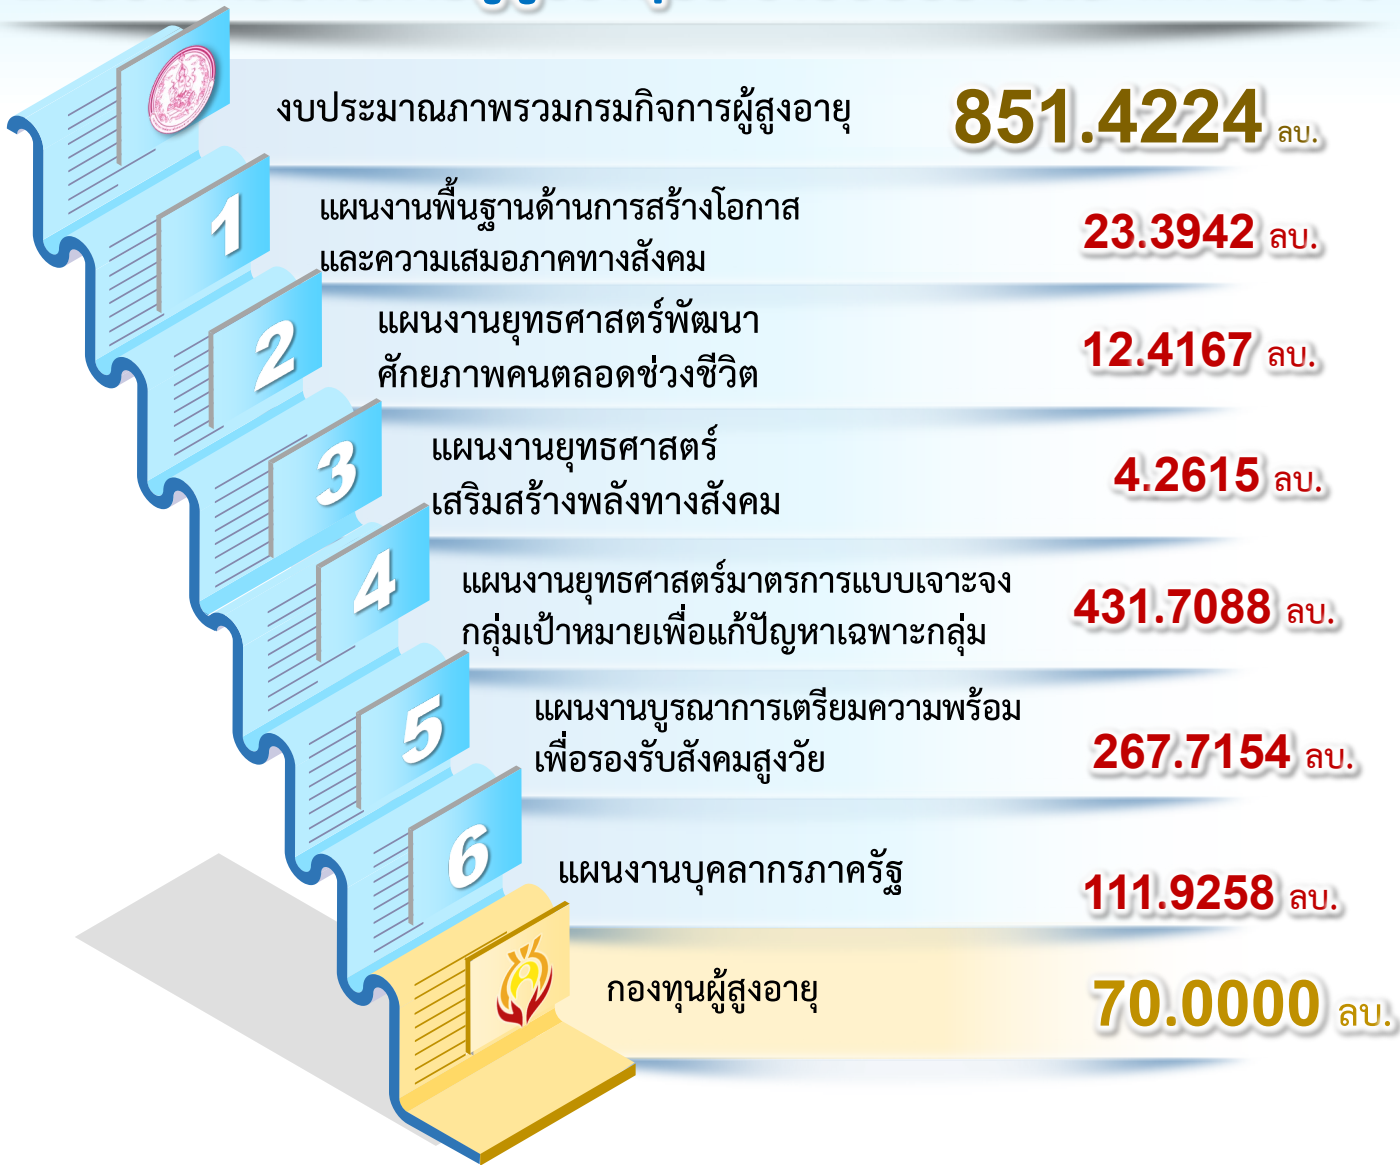 งบประมาณภาพรวมกรมกิจการผู้สูงอายุ 851.4224 ลบ.
1
แผนงานพื้นฐานด้านการสร้างโอกาส
และความเสมอภาคทางสังคม
23.3942 ลบ.
2
แผนงานยุทธศาสตร์พัฒนา
ศักยภาพคนตลอดช่วงชีวิต
12.4167 ลบ.
3
แผนงานยุทธศาสตร์
เสริมสร้างพลังทางสังคม
4.2615 ลบ.
4
แผนงานยุทธศาสตร์มาตรการแบบเจาะจง
กลุ่มเป้าหมายเพื่อแก้ปัญหาเฉพาะกลุ่ม
431.7088 ลบ.
5
แผนงานบูรณาการเตรียมความพร้อม
เพื่อรองรับสังคมสูงวัย
267.7154 ลบ.
6
แผนงานบุคลากรภาครัฐ
111.9258 ลบ.
กองทุนผู้สูงอายุ
70.0000 ลบ.